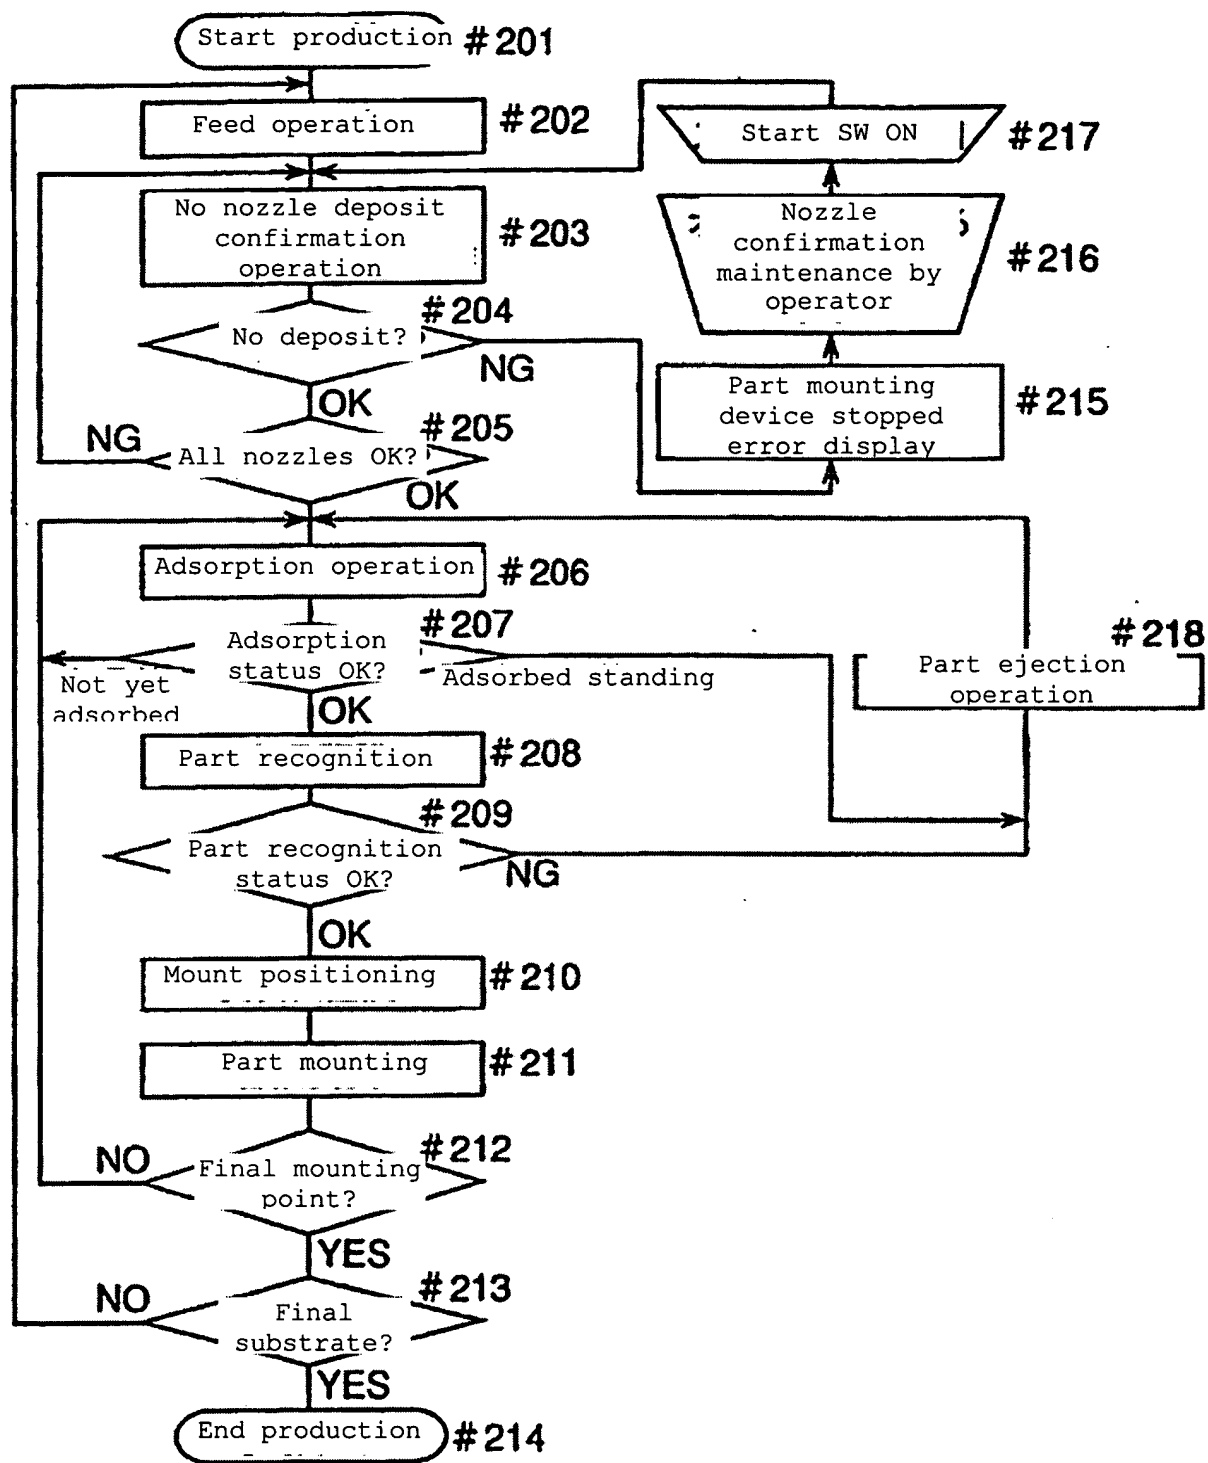 Start production #201
Feed operation #202
No nozzle deposit
confirmation
operation
#203
#204
No deposit?
NG
OK
#205
NG
All nozzles OK?
OK
Start SW ON #217
Nozzle
confirmation
maintenance by
operator
#216
Part mounting
device stopped
error display
#215
Adsorption operation #206
#207
Adsorption
status OK?
Not yet
adsorbed
Adsorbed standing
OK
#218
Part ejection
operation
Part recognition #208
#209
Part recognition
status OK?
NG
OK
Mount positioning #210
Part mounting #211
#212
NO
Final mounting
point?
YES
#213
NO
Final
substrate?
YES
End production #214